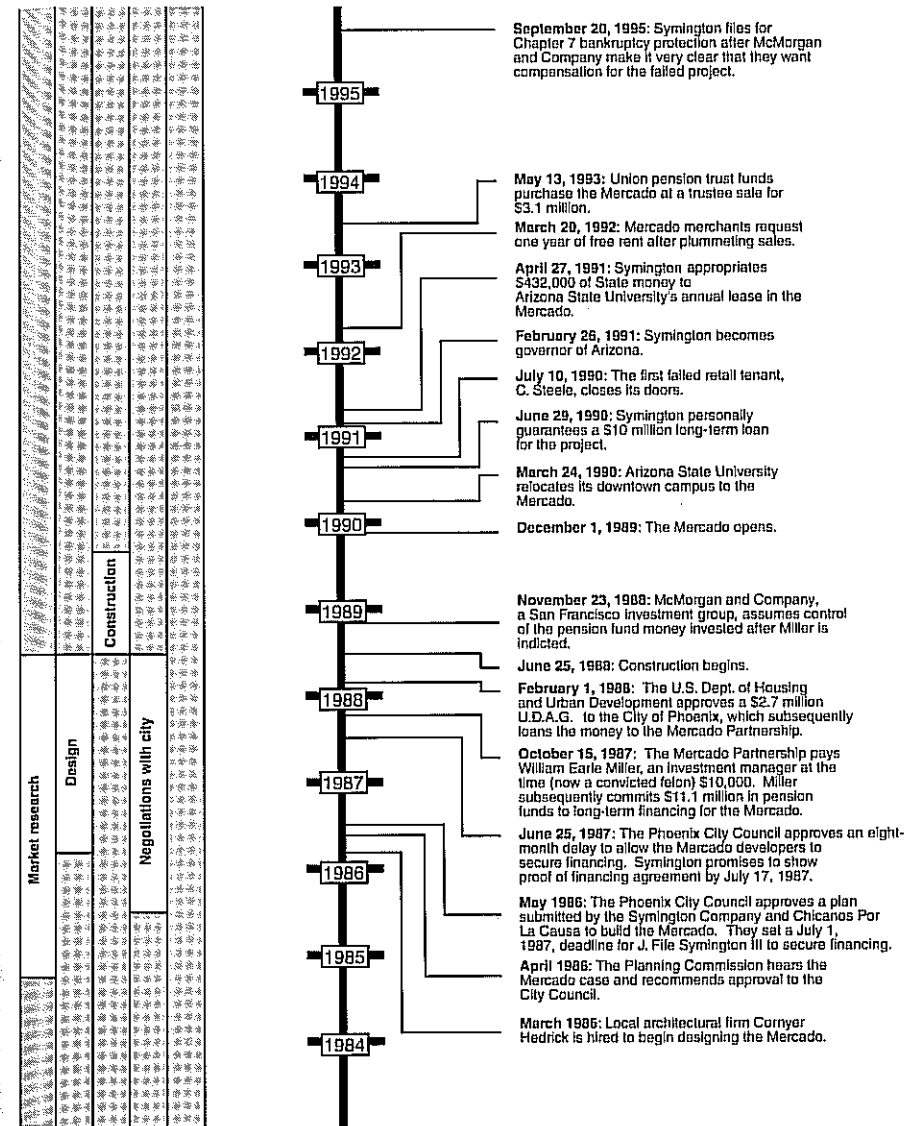 September 20, 1995: Symington files for
Chapter 7 bankruptcy protection after McMorgan
and Company make it very clear that they want
compensation for the failed project.
1995
1994
May 13, 1993: Union pension trust funds
purchase the Mercado at a trustee sale for
$3.1 million.
March 20, 1992: Mercado merchants request
one year of free rent after plummeting sales.
1993
April 27, 1991: Symington appropriates
$432,000 of State money to
Arizona State University's annual lease in the
Mercado.
February 26, 1991: Symington becomes
governor of Arizona.
1992
July 10, 1990: The first failed retail tenant,
C. Steele, closes its doors.
June 29, 1990: Symington personally
guarantees a $10 million long-term loan
for the project.
1991
March 24, 1990: Arizona State University
relocates its downtown campus to the
Mercado.
1990
December 1, 1989: The Mercado opens.
Construction
1989
November 23, 1988: McMorgan and Company,
a San Francisco investment group, assumes control
of the pension fund money invested after Miller is
indicted.
June 25, 1988: Construction begins.
1988
February 1, 1988: The U.S. Dept. of Housing
and Urban Development approves a $2.7 million
U.D.A.G. to the City of Phoenix, which subsequently
loans the money to the Mercado Partnership.
Market research
Design
Negotiations with city
1987
October 15, 1987: The Mercado Partnership pays
William Earle Miller, an investment manager at the
time (now a convicted felon) $10,000. Miller
subsequently commits $11.1 million in pension
funds to long-term financing for the Mercado.
June 25, 1987: The Phoenix City Council approves an eight-
month delay to allow the Mercado developers to
secure financing. Symington promises to show
proof of financing agreement by July 17, 1987.
1986
May 1986: The Phoenix City Council approves a plan
submitted by the Symington Company and Chicanos Por
La Causa to build the Mercado. They set a July 1,
1987, deadline for J. Fife Symington III to secure financing.
1985
April 1986: The Planning Commission hears the
Mercado case and recommends approval to the
City Council.
March 1986: Local architectural firm Cornyer
Hedrick is hired to begin designing the Mercado.
1984